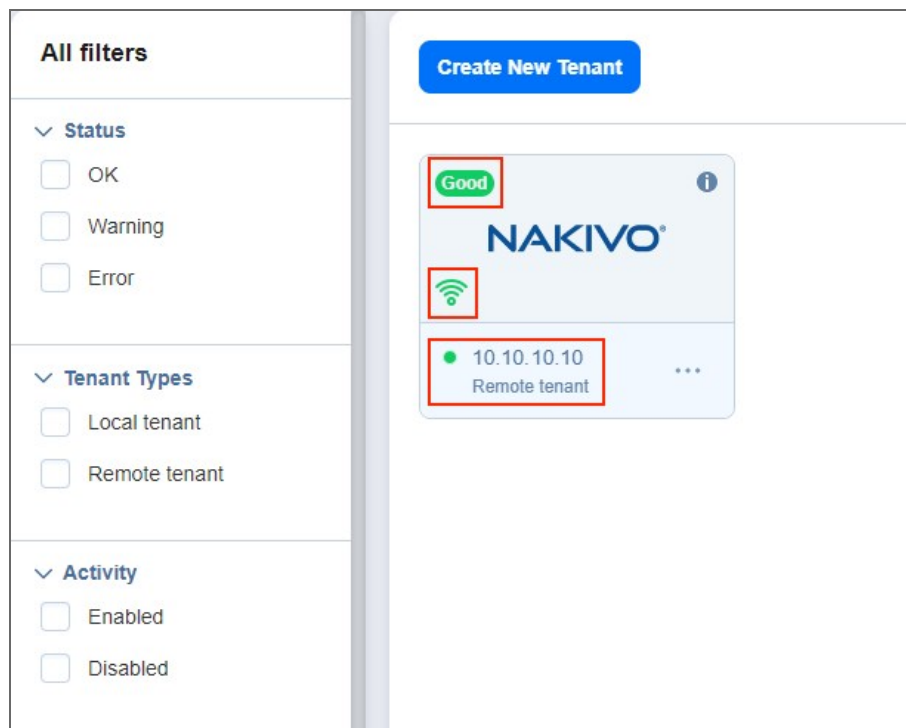 All filters
Status
OK
Warning
Error
Tenant Types
Local tenant
Remote tenant
Activity
Enabled
Disabled
Create New Tenant
Good
i
NAKIVO®
10.10.10.10
Remote tenant
...